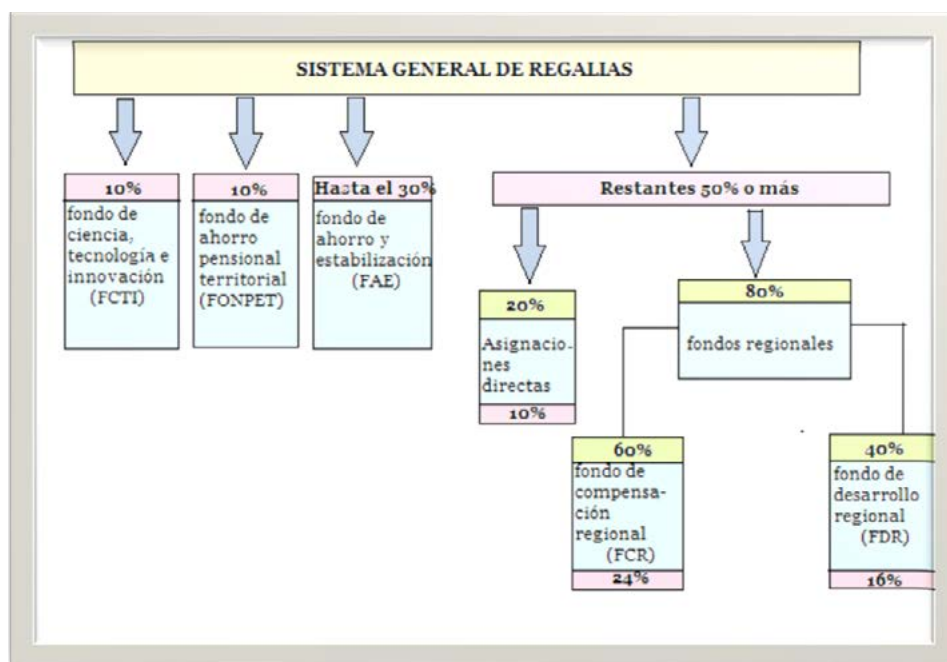 SISTEMA GENERAL DE REGALIAS
10%
fondo de
ciencia,
tecnología e
innovación
(FCTI)
10%
fondo de
ahorro
pensional
territorial
(FONPET)
Hasta el 30%
fondo de
ahorro y
estabilización
(FAE)
Restantes 50% o más
20%
Asignacio-
nes
directas
10%
80%
fondos regionales
60%
fondo de
compensa-
ción
regional
(FCR)
24%
40%
fondo de
desarrollo
regional
(FDR)
16%